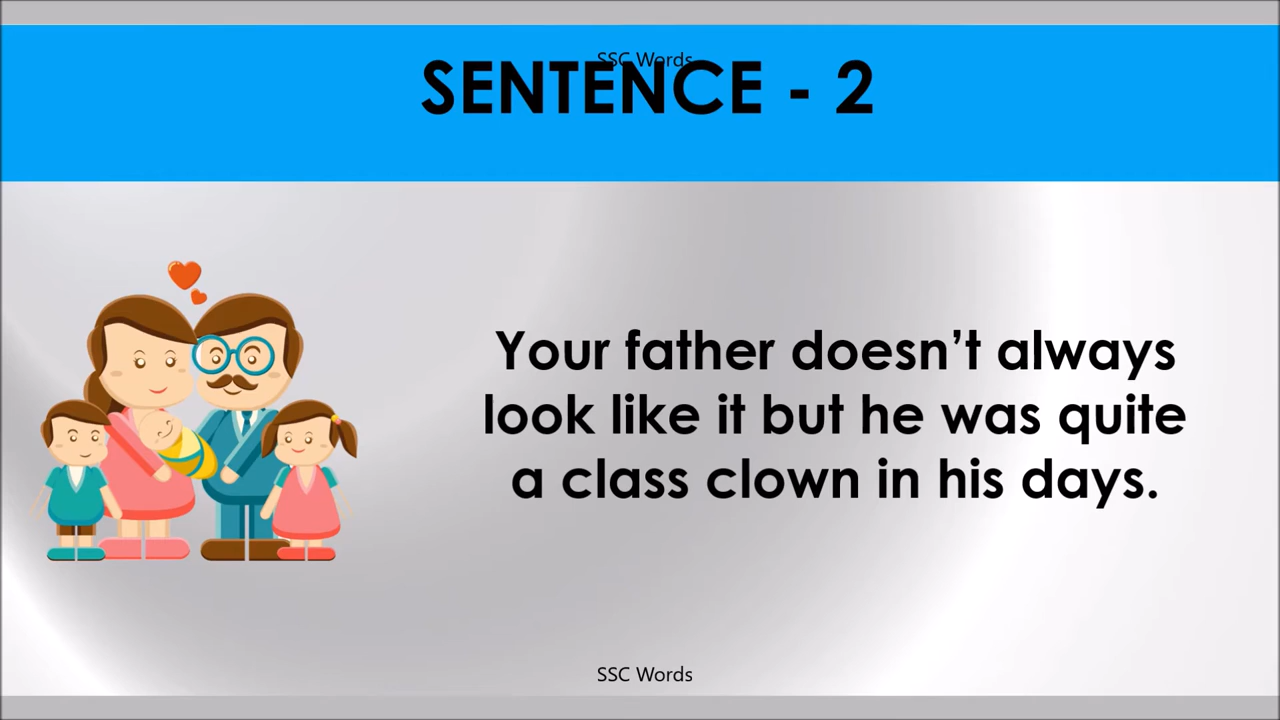 SSC Words
SENTENCE - 2
Your father doesn’t always
look like it but he was quite
a class clown in his days.
SSC Words